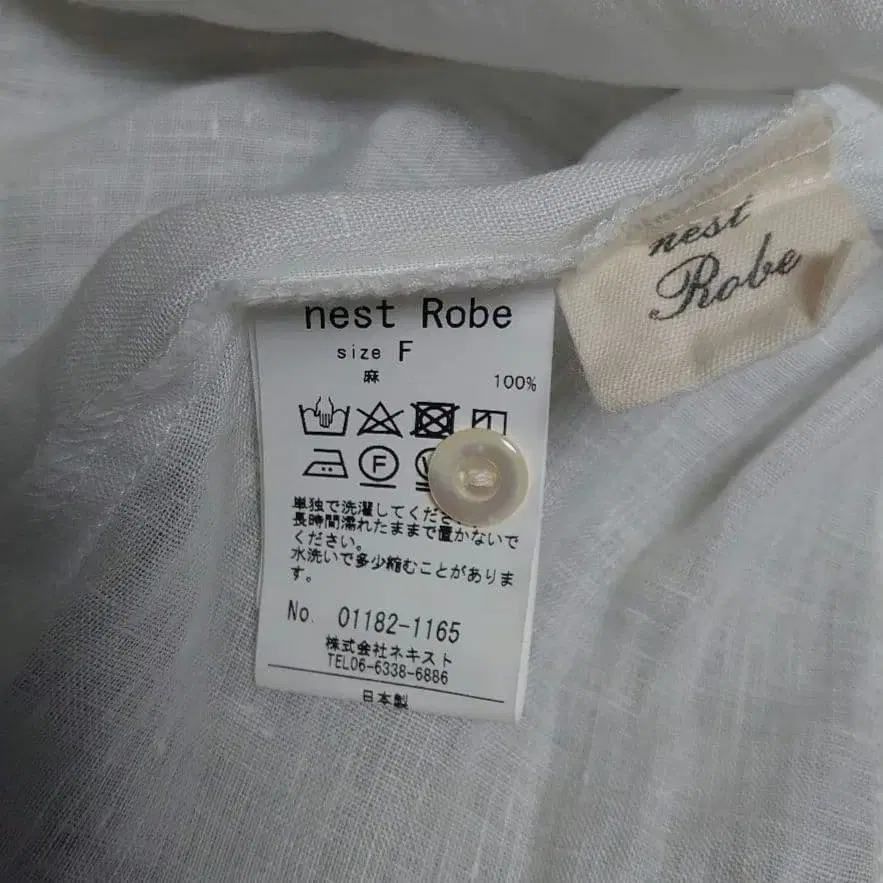 nest
Robe
nest Robe
size F
麻
100%
F
W
単独で洗濯してくださ
長時間濡れたままで置かないで
ください。
水洗いで多少縮むことがありま
す。
No. 01182-1165
株式会社ネキスト
TEL06-6338-6886
日本製